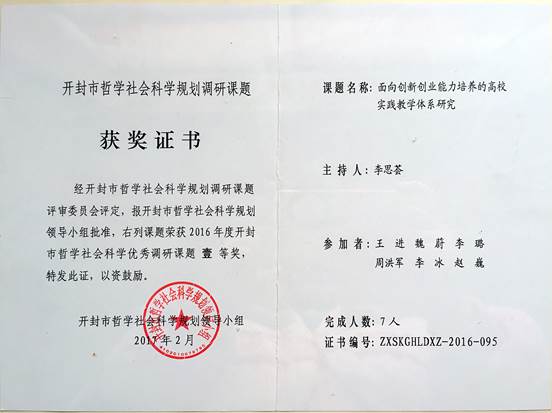 开封市哲学社会科学规划调研课题
获奖证书
经开封市哲学社会科学规划调研课题
评审委员会评定，报开封市哲学社会科学规划
领导小组批准，右列课题荣获2016年度开封
市哲学社会科学优秀调研课题 壹 等奖，
特发此证，以资鼓励。
开封市哲学社会科学规划领导小组
2017年2月
课题名称：面向创新创业能力培养的高校
实践教学体系研究
主持人：李思荟
参加者：王 进 魏 蔚 李 璐
周洪军 李 冰 赵 巍
完成人数：7人
证书编号：ZXSKGHLDXZ-2016-095